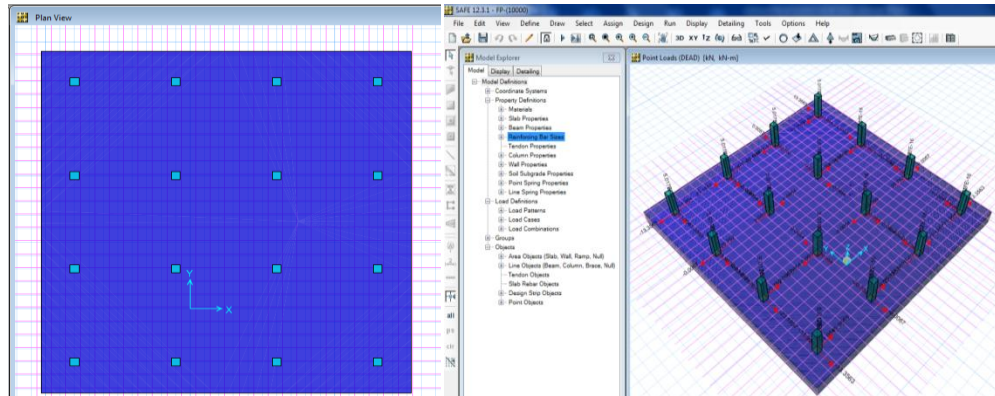 Plan View
Y
X
SAFE 12.3.1 - FP-(10000)
File Edit View Define Draw Select Assign Design Run Display Detailing Tools Options Help
3D XY
Model Explorer
Model Display Detailing
Model Definitions
Coordinate Systems
Property Definitions
Materials
Slab Properties
Beam Properties
Reinforcing Bar Sizes
Tendon Properties
Column Properties
Wall Properties
Soil Subgrade Properties
Point Spring Properties
Line Spring Properties
Load Definitions
Load Patterns
Load Cases
Load Combinations
Groups
Objects
Area Objects (Slab, Wall, Ramp, Null)
Line Objects (Beam, Column, Brace, Null)
Tendon Objects
Slab Rebar Objects
Design Strip Objects
Point Objects
all
Point Loads (DEAD) [kN, kN-m]